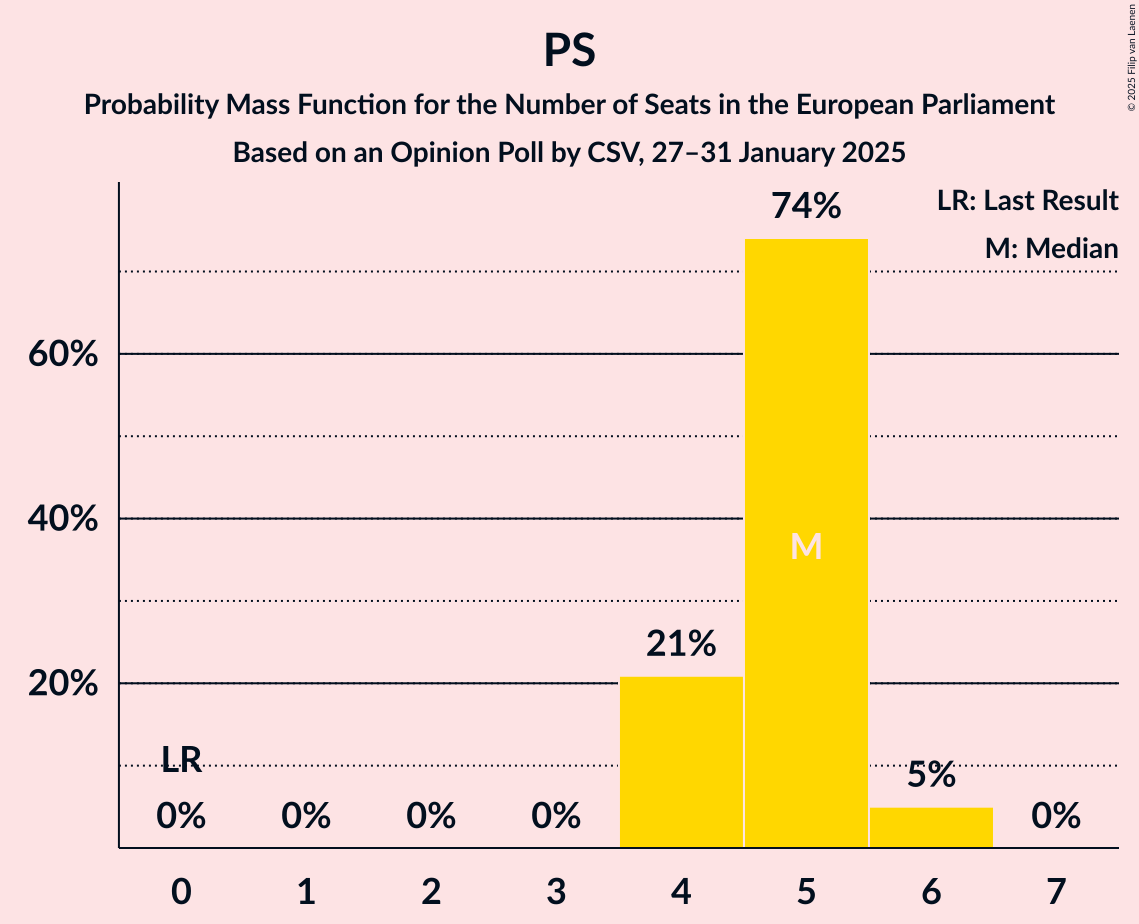 PS
Probability Mass Function for the Number of Seats in the European Parliament
Based on an Opinion Poll by CSV, 27–31 January 2025
© 2025 Filip van Laenen
LR: Last Result
M: Median
74%
60%
40%
M
21%
20%
LR
5%
0% 0% 0% 0% 0%
0 1 2 3 4 5 6 7